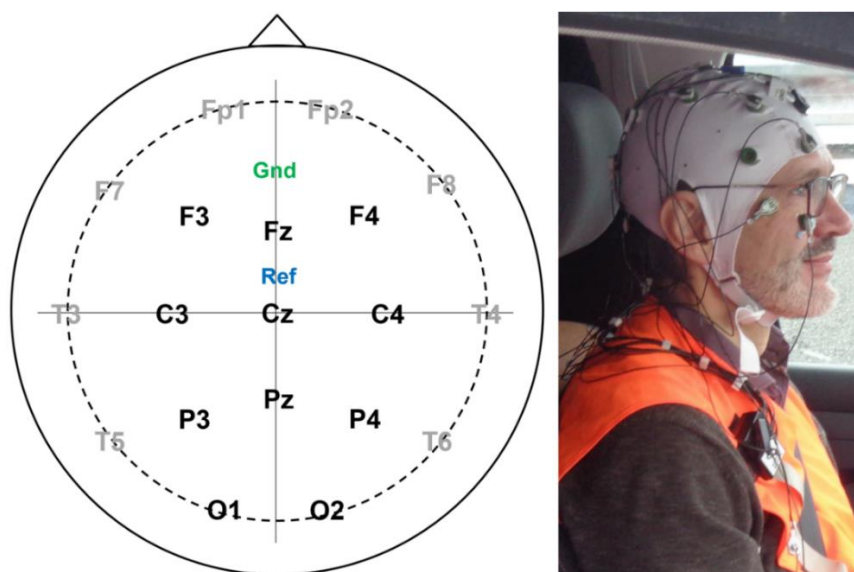 Fp1 Fp2
Gnd
F7 F8
F3 Fz F4
Ref
T3 C3 Cz C4 T4
P3 Pz P4
T5 T6
O1 O2